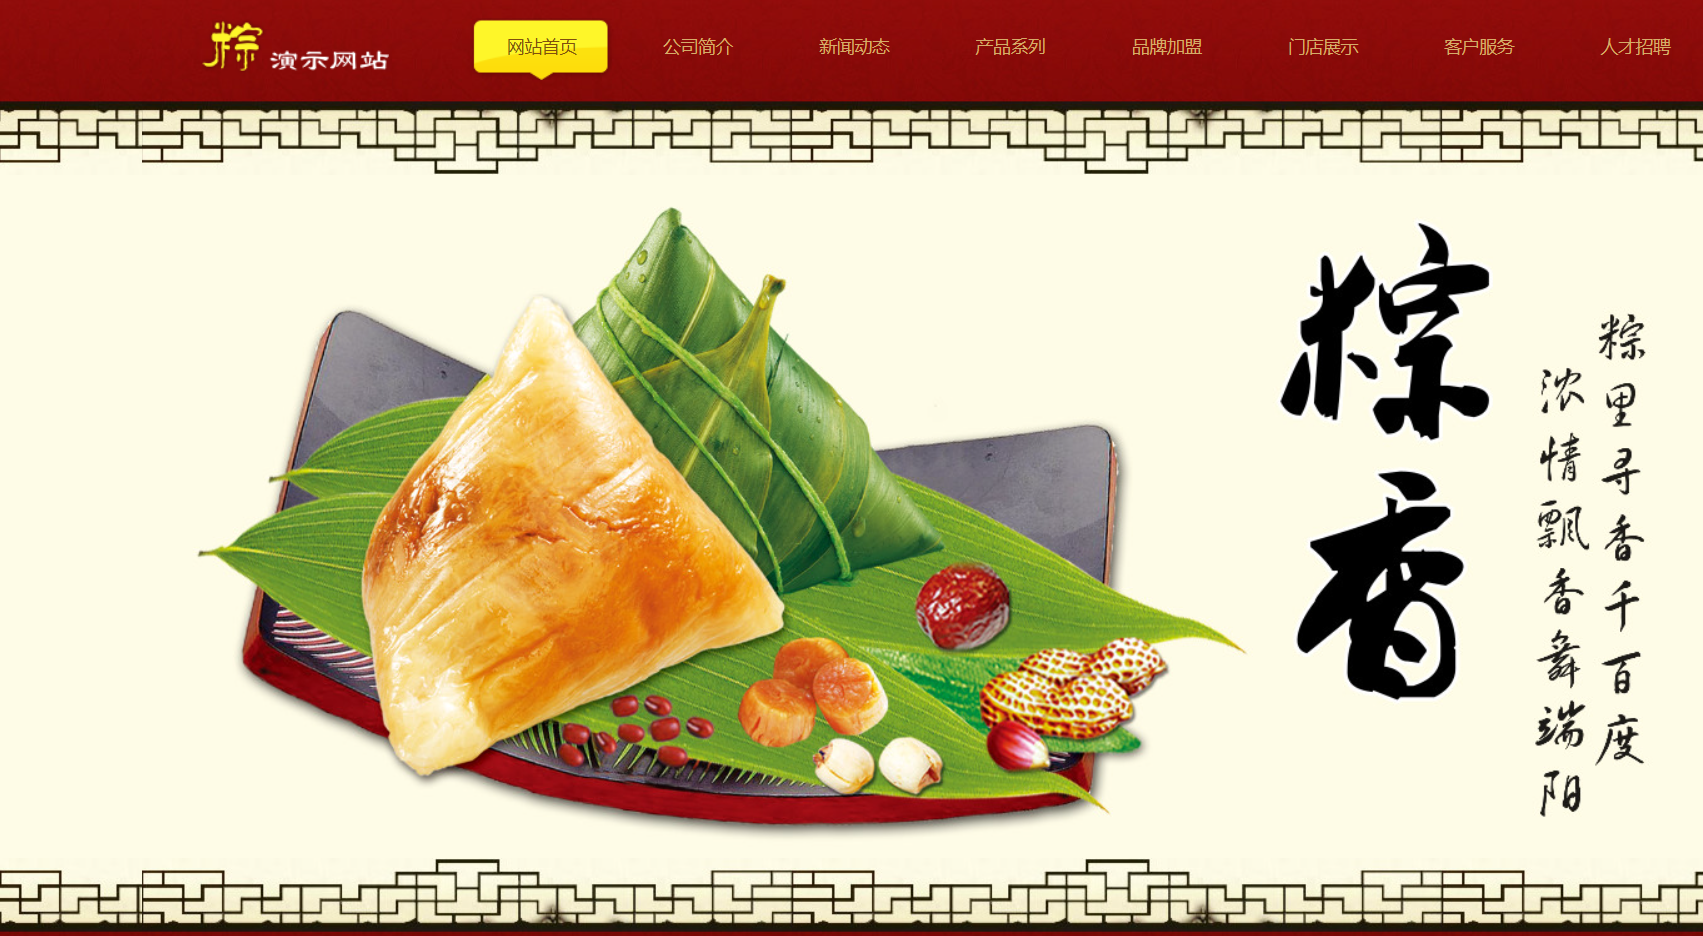 粽 演示网站
网站首页
公司简介
新闻动态
产品系列
品牌加盟
门店展示
客户服务
人才招聘
粽香
粽里寻香千百度
浓情飘香舞端阳